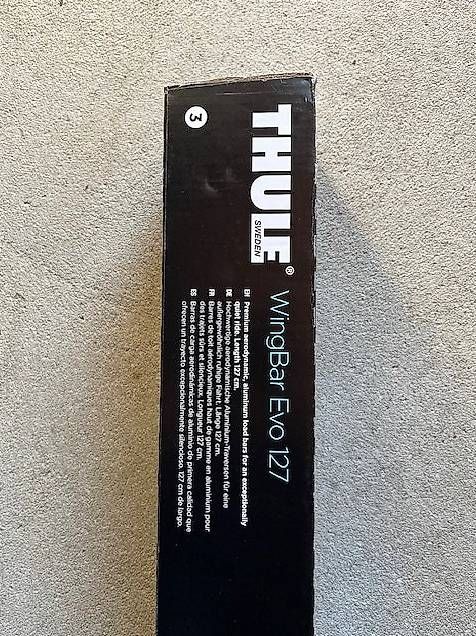 3
THULE®
SWEDEN
WingBar Evo 127
EN Premium aerodynamic, aluminum load bars for an exceptionally
quiet ride. Length 127 cm.
DE Hochwertige aerodynamische Aluminium-Traversen für eine
außergewöhnlich ruhige Fahrt. Länge 127 cm.
FR Barres de toit aérodynamiques haut de gamme en aluminium pour
des trajets sûrs et silencieux. Longueur 127 cm.
ES Barras de carga aerodinámicas de aluminio de primera calidad que
ofrecen un trayecto excepcionalmente silencioso. 127 cm de largo.